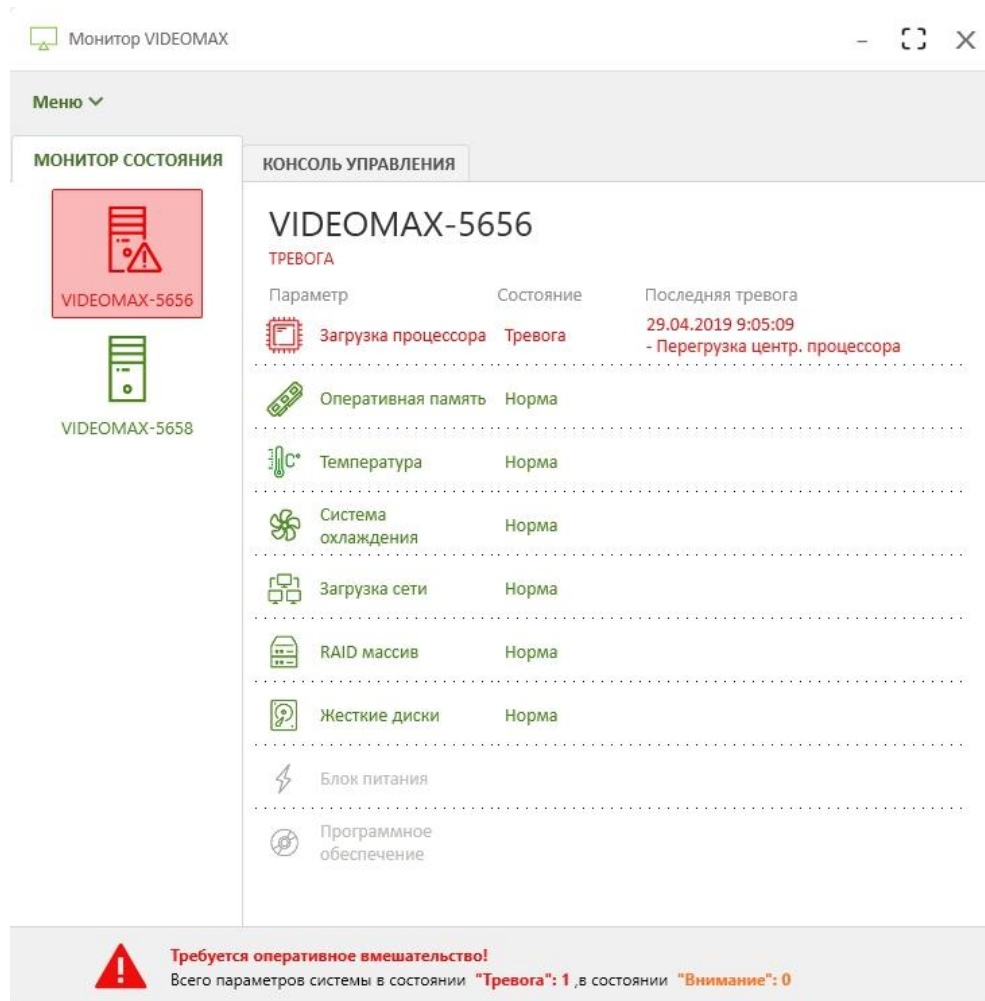 Монитор VIDEOMAX
Меню
МОНИТОР СОСТОЯНИЯ
КОНСОЛЬ УПРАВЛЕНИЯ
VIDEOMAX-5656
VIDEOMAX-5658
VIDEOMAX-5656
ТРЕВОГА
Параметр Состояние Последняя тревога
Загрузка процессора Тревога 29.04.2019 9:05:09
- Перегрузка центр. процессора
Оперативная память Норма
C° Температура Норма
Система
охлаждения Норма
Загрузка сети Норма
RAID массив Норма
Жесткие диски Норма
Блок питания
Программное
обеспечение
Требуется оперативное вмешательство!
Всего параметров системы в состоянии "Тревога": 1 ,в состоянии "Внимание": 0